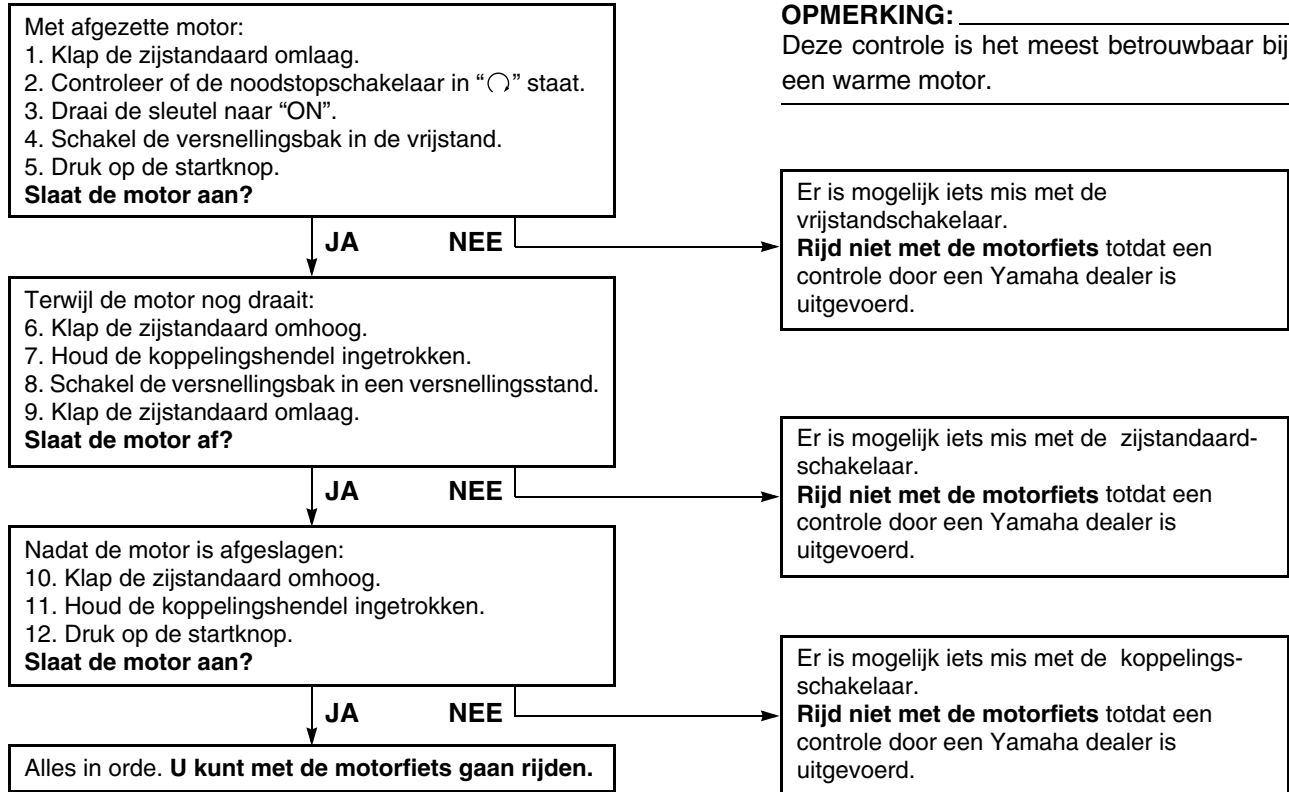 Met afgezette motor:
1. Klap de zijstandaard omlaag.
2. Controleer of de noodstopschakelaar in “◯” staat.
3. Draai de sleutel naar “ON”.
4. Schakel de versnellingsbak in de vrijstand.
5. Druk op de startknop.
Slaat de motor aan?
JA NEE
Terwijl de motor nog draait:
6. Klap de zijstandaard omhoog.
7. Houd de koppelingshendel ingetrokken.
8. Schakel de versnellingsbak in een versnellingsstand.
9. Klap de zijstandaard omlaag.
Slaat de motor af?
JA NEE
Nadat de motor is afgeslagen:
10. Klap de zijstandaard omhoog.
11. Houd de koppelingshendel ingetrokken.
12. Druk op de startknop.
Slaat de motor aan?
JA NEE
Alles in orde. U kunt met de motorfiets gaan rijden.
OPMERKING:
Deze controle is het meest betrouwbaar bij
een warme motor.
Er is mogelijk iets mis met de
vrijstandschakelaar.
Rijd niet met de motorfiets totdat een
controle door een Yamaha dealer is
uitgevoerd.
Er is mogelijk iets mis met de zijstandaard-
schakelaar.
Rijd niet met de motorfiets totdat een
controle door een Yamaha dealer is
uitgevoerd.
Er is mogelijk iets mis met de koppelings-
schakelaar.
Rijd niet met de motorfiets totdat een
controle door een Yamaha dealer is
uitgevoerd.